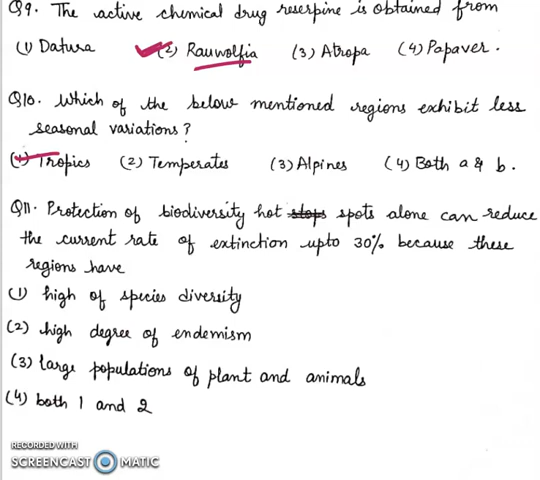 Q9. The active chemical drug reserpine is obtained from
(1) Datura (2) Rauwolfia (3) Atropa (4) Papaver.
Q10. Which of the below mentioned regions exhibit less
seasonal variations?
(1) Tropics (2) Temperates (3) Alpines (4) Both a & b.
Q11. Protection of biodiversity hot stops spots alone can reduce
the current rate of extinction upto 30% because these
regions have
(1) high of species diversity
(2) high degree of endemism
(3) large populations of plant and animals
(4) both 1 and 2
RECORDED WITH
SCREENCAST MATIC